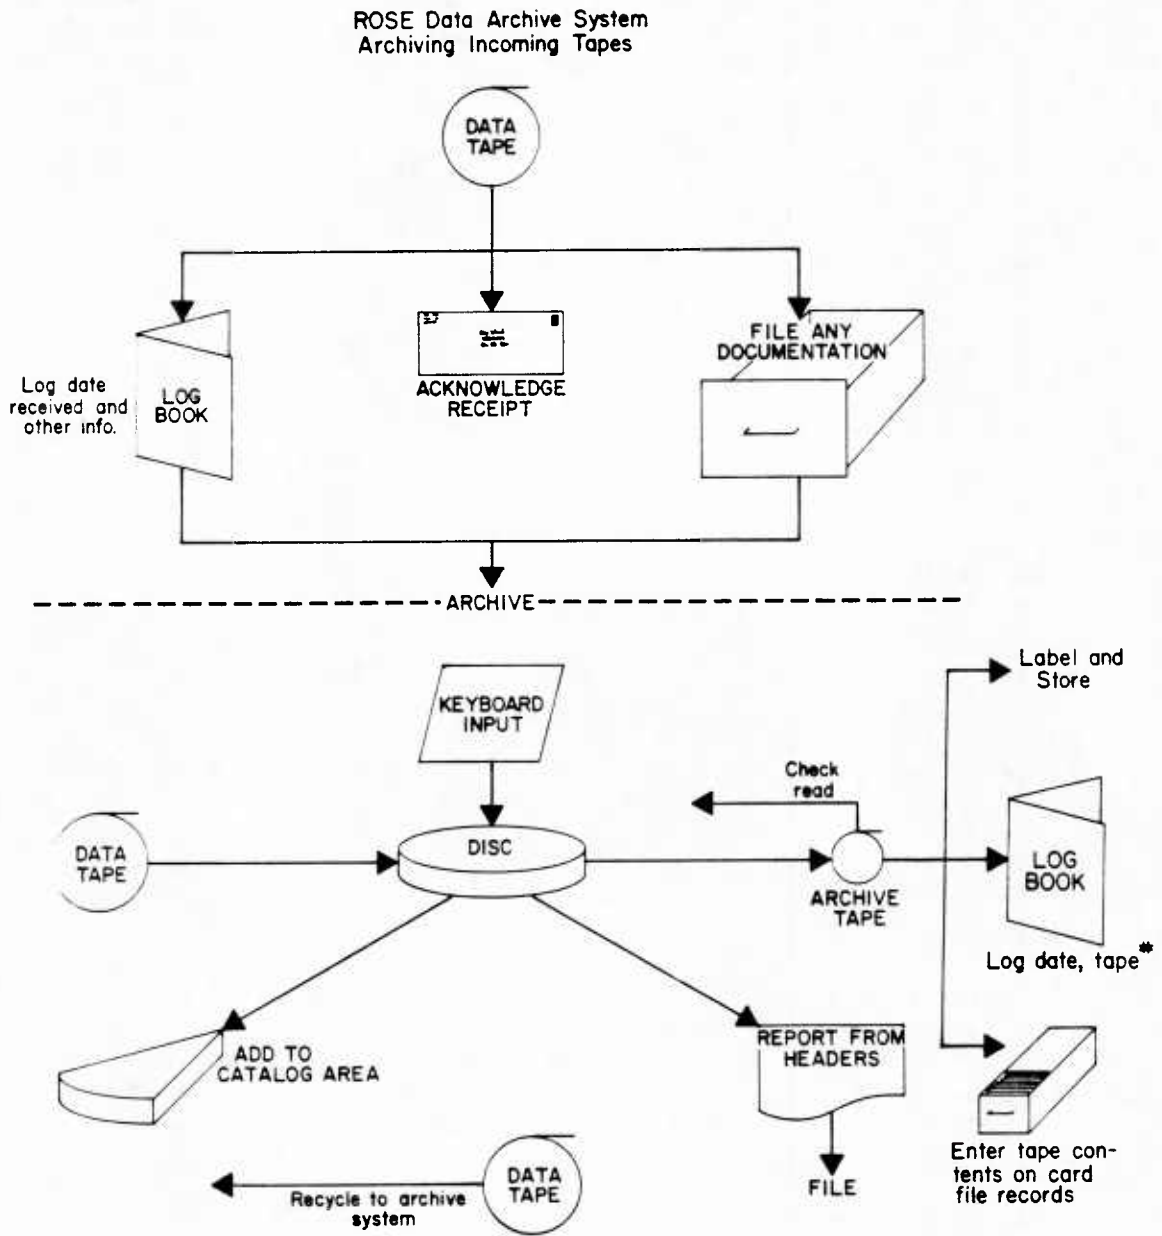 ROSE Data Archive System
Archiving Incoming Tapes
DATA
TAPE
Log date
received and
other info.
LOG
BOOK
ACKNOWLEDGE
RECEIPT
FILE ANY
DOCUMENTATION
ARCHIVE
KEYBOARD
INPUT
Label and
Store
Check
read
DATA
TAPE
DISC
ARCHIVE
TAPE
LOG
BOOK
Log date, tape#
ADD TO
CATALOG AREA
REPORT FROM
HEADERS
Enter tape con-
tents on card
file records
FILE
DATA
TAPE
Recycle to archive
system